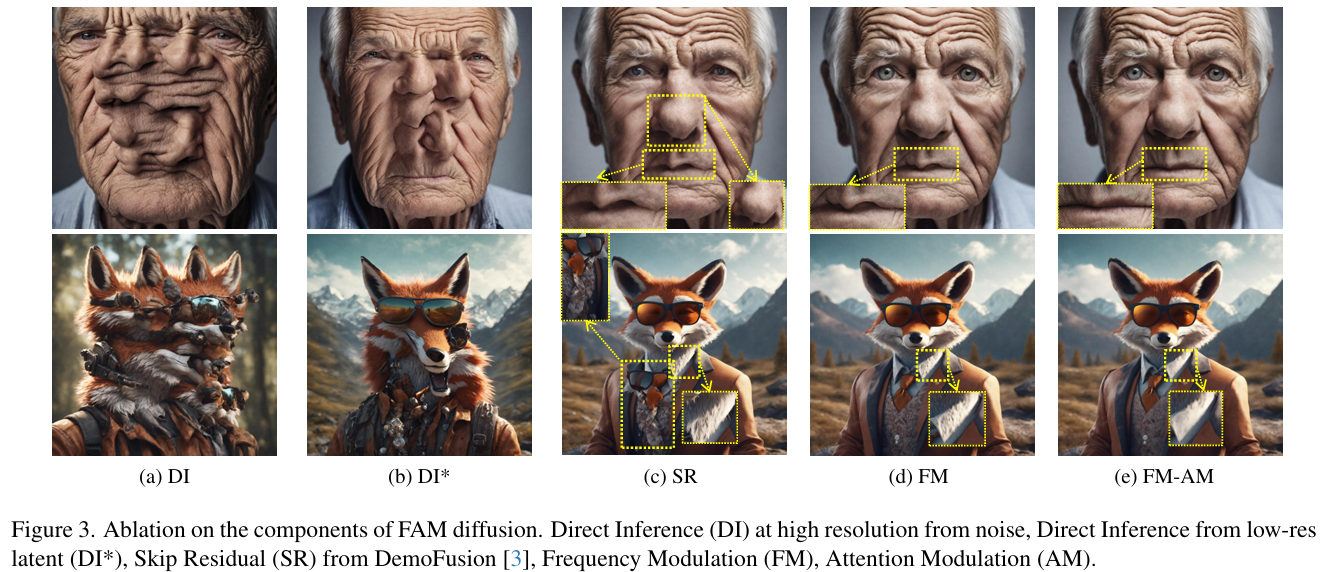 (a) DI
(b) DI*
(c) SR
(d) FM
(e) FM-AM
Figure 3. Ablation on the components of FAM diffusion. Direct Inference (DI) at high resolution from noise, Direct Inference from low-res
latent (DI*), Skip Residual (SR) from DemoFusion [3], Frequency Modulation (FM), Attention Modulation (AM).